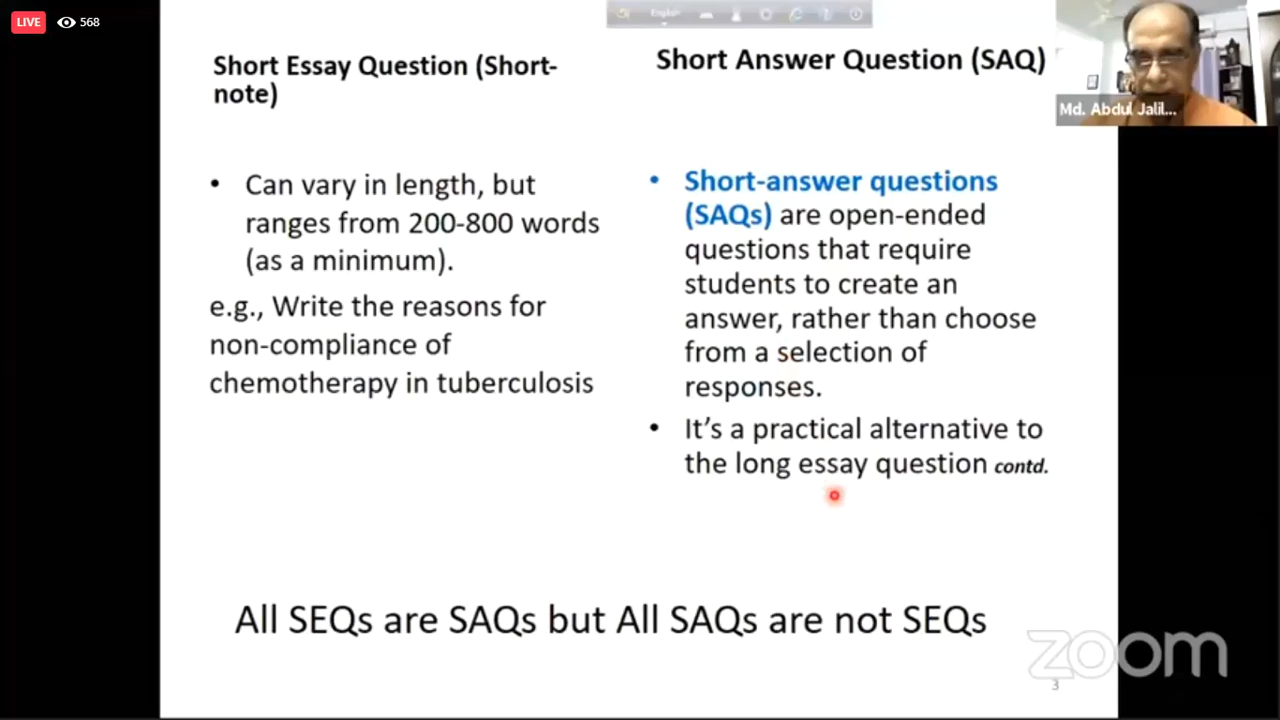 LIVE 568
English
Short Essay Question (Short-
note)
Short Answer Question (SAQ)
Md. Abdul Jalil...
• Can vary in length, but
ranges from 200-800 words
(as a minimum).
e.g., Write the reasons for
non-compliance of
chemotherapy in tuberculosis
• Short-answer questions
(SAQs) are open-ended
questions that require
students to create an
answer, rather than choose
from a selection of
responses.
• It's a practical alternative to
the long essay question contd.
All SEQs are SAQs but All SAQs are not SEQs
zoom
3